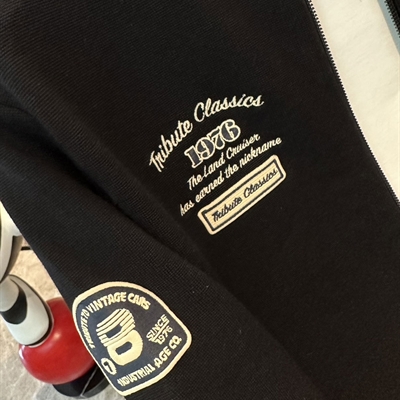 Tribute Classics
1976
The Land Cruiser
has earned the nickname
Tribute Classics
TRIBUTE TO VINTAGE CARS
SINCE
1976
INDUSTRIAL AGE CO.